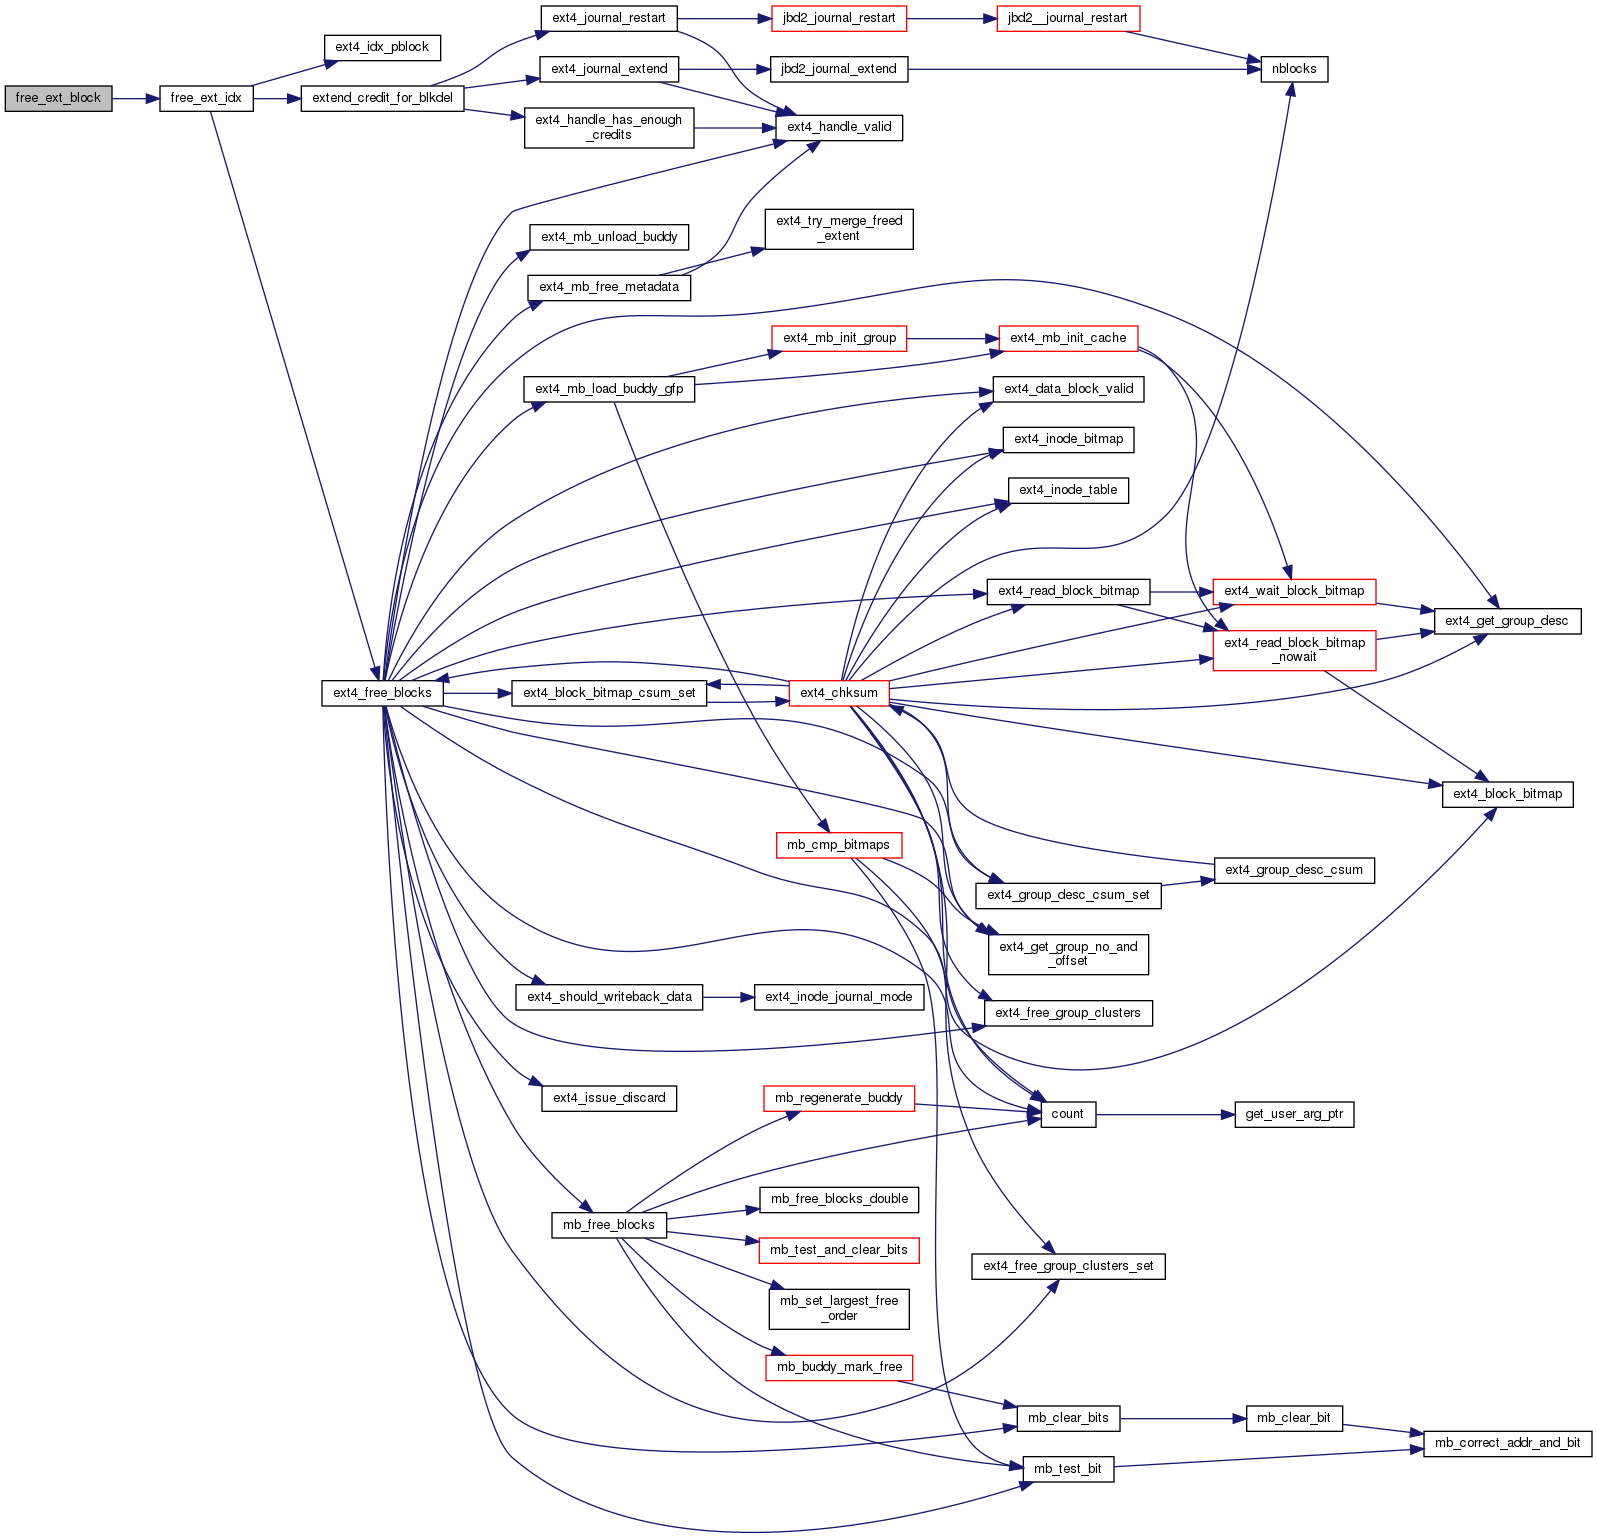 ext4_journal_restart
jbd2_journal_restart
jbd2__journal_restart
ext4_idx_pblock
ext4_journal_extend
jbd2_journal_extend
nblocks
free_ext_block
free_ext_idx
extend_credit_for_blkdel
ext4_handle_has_enough
_credits
ext4_handle_valid
ext4_try_merge_freed
_extent
ext4_mb_unload_buddy
ext4_mb_free_metadata
ext4_mb_init_group
ext4_mb_init_cache
ext4_mb_load_buddy_gfp
ext4_data_block_valid
ext4_inode_bitmap
ext4_inode_table
ext4_read_block_bitmap
ext4_wait_block_bitmap
ext4_get_group_desc
ext4_read_block_bitmap
_nowait
ext4_free_blocks
ext4_block_bitmap_csum_set
ext4_chksum
ext4_block_bitmap
mb_cmp_bitmaps
ext4_group_desc_csum
ext4_group_desc_csum_set
ext4_get_group_no_and
_offset
ext4_should_writeback_data
ext4_inode_journal_mode
ext4_free_group_clusters
ext4_issue_discard
mb_regenerate_buddy
count
get_user_arg_ptr
mb_free_blocks_double
mb_free_blocks
mb_test_and_clear_bits
ext4_free_group_clusters_set
mb_set_largest_free
_order
mb_buddy_mark_free
mb_clear_bits
mb_clear_bit
mb_correct_addr_and_bit
mb_test_bit